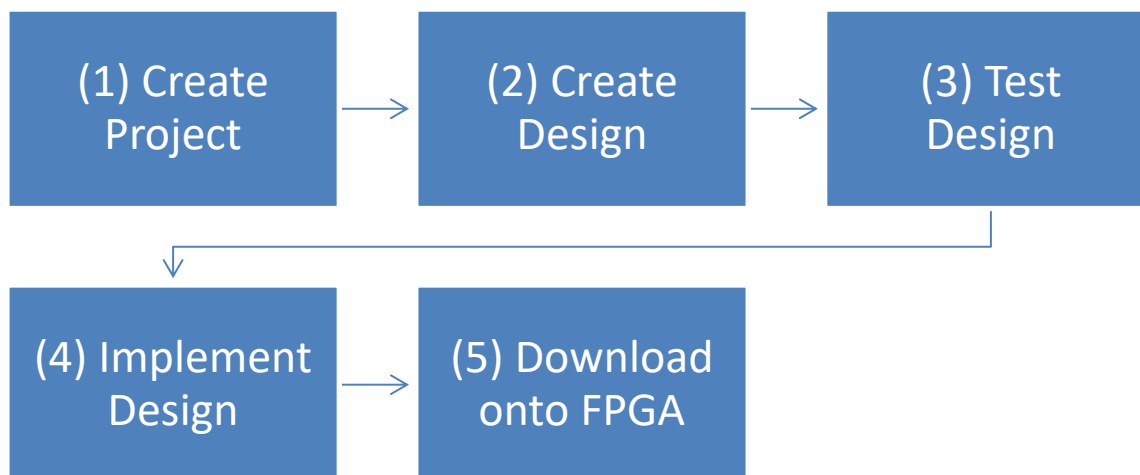 (1) Create
Project
(2) Create
Design
(3) Test
Design
(4) Implement
Design
(5) Download
onto FPGA